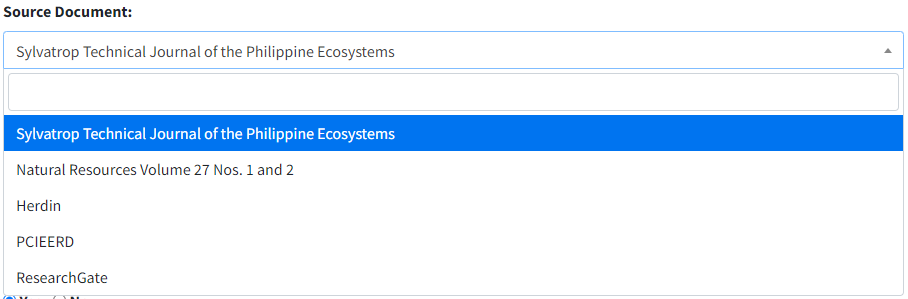 Source Document:
Sylvatrop Technical Journal of the Philippine Ecosystems
Sylvatrop Technical Journal of the Philippine Ecosystems
Natural Resources Volume 27 Nos. 1 and 2
Herdin
PCIEERD
ResearchGate